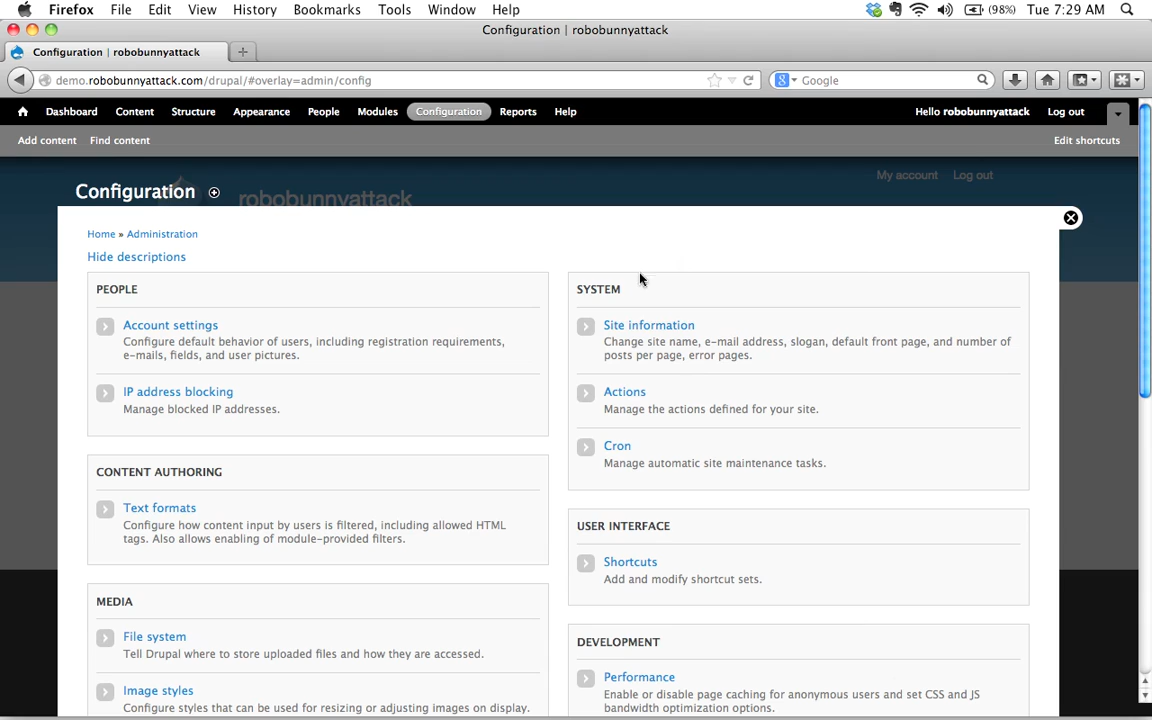 Firefox File Edit View History Bookmarks Tools Window Help (98%) Tue 7:29 AM
Configuration | robobunnyattack
Configuration | robobunnyattack
demo.robobunnyattack.com/drupal/#overlay=admin/config Google
Dashboard Content Structure Appearance People Modules Configuration Reports Help Hello robobunnyattack Log out
Add content Find content Edit shortcuts
My account Log out
Configuration
robobunnyattack
Home » Administration
Hide descriptions
PEOPLE
Account settings
Configure default behavior of users, including registration requirements,
e-mails, fields, and user pictures.
IP address blocking
Manage blocked IP addresses.
CONTENT AUTHORING
Text formats
Configure how content input by users is filtered, including allowed HTML
tags. Also allows enabling of module-provided filters.
MEDIA
File system
Tell Drupal where to store uploaded files and how they are accessed.
Image styles
Configure styles that can be used for resizing or adjusting images on display.
SYSTEM
Site information
Change site name, e-mail address, slogan, default front page, and number of
posts per page, error pages.
Actions
Manage the actions defined for your site.
Cron
Manage automatic site maintenance tasks.
USER INTERFACE
Shortcuts
Add and modify shortcut sets.
DEVELOPMENT
Performance
Enable or disable page caching for anonymous users and set CSS and JS
bandwidth optimization options.